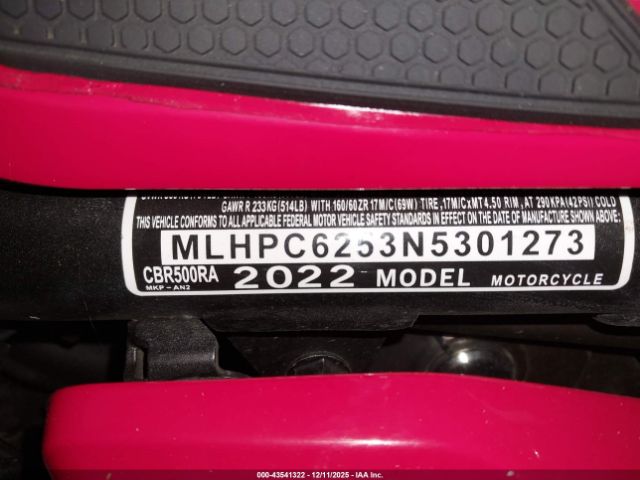 GAWR R 233KG(514LB) WITH 160/60ZR 17M/C(69W) TIRE, 17M/CxMT4.50 RIM, AT 290KPA(42PSI) COLD
THIS VEHICLE CONFORMS TO ALL APPLICABLE FEDERAL MOTOR VEHICLE SAFETY STANDARDS IN EFFECT ON THE DATE OF MANUFACTURE SHOWN ABOVE:
MLHPC6253N5301273
CBR500RA 2022 MODEL MOTORCYCLE
MKP-AN2
000-43541322 - 12/11/2025 - IAA Inc.